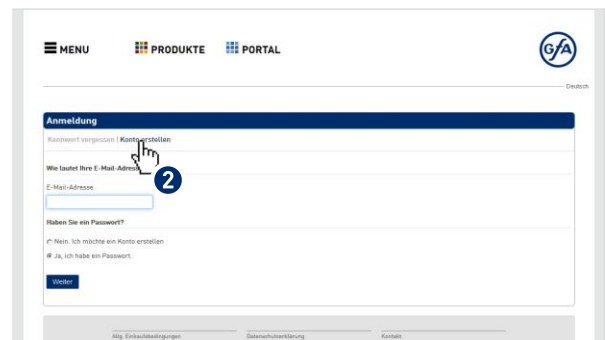 MENU PRODUKTE PORTAL GfA
Deutsch
Anmeldung
Kennwort vergessen | Konto erstellen
Wie lautet Ihre E-Mail-Adresse
2
E-Mail-Adresse
Haben Sie ein Passwort?
Nein. Ich möchte ein Konto erstellen
Ja, ich habe ein Passwort.
Weiter
Allg. Einkaufsbedingungen Datenschutzerklärung Kontakt